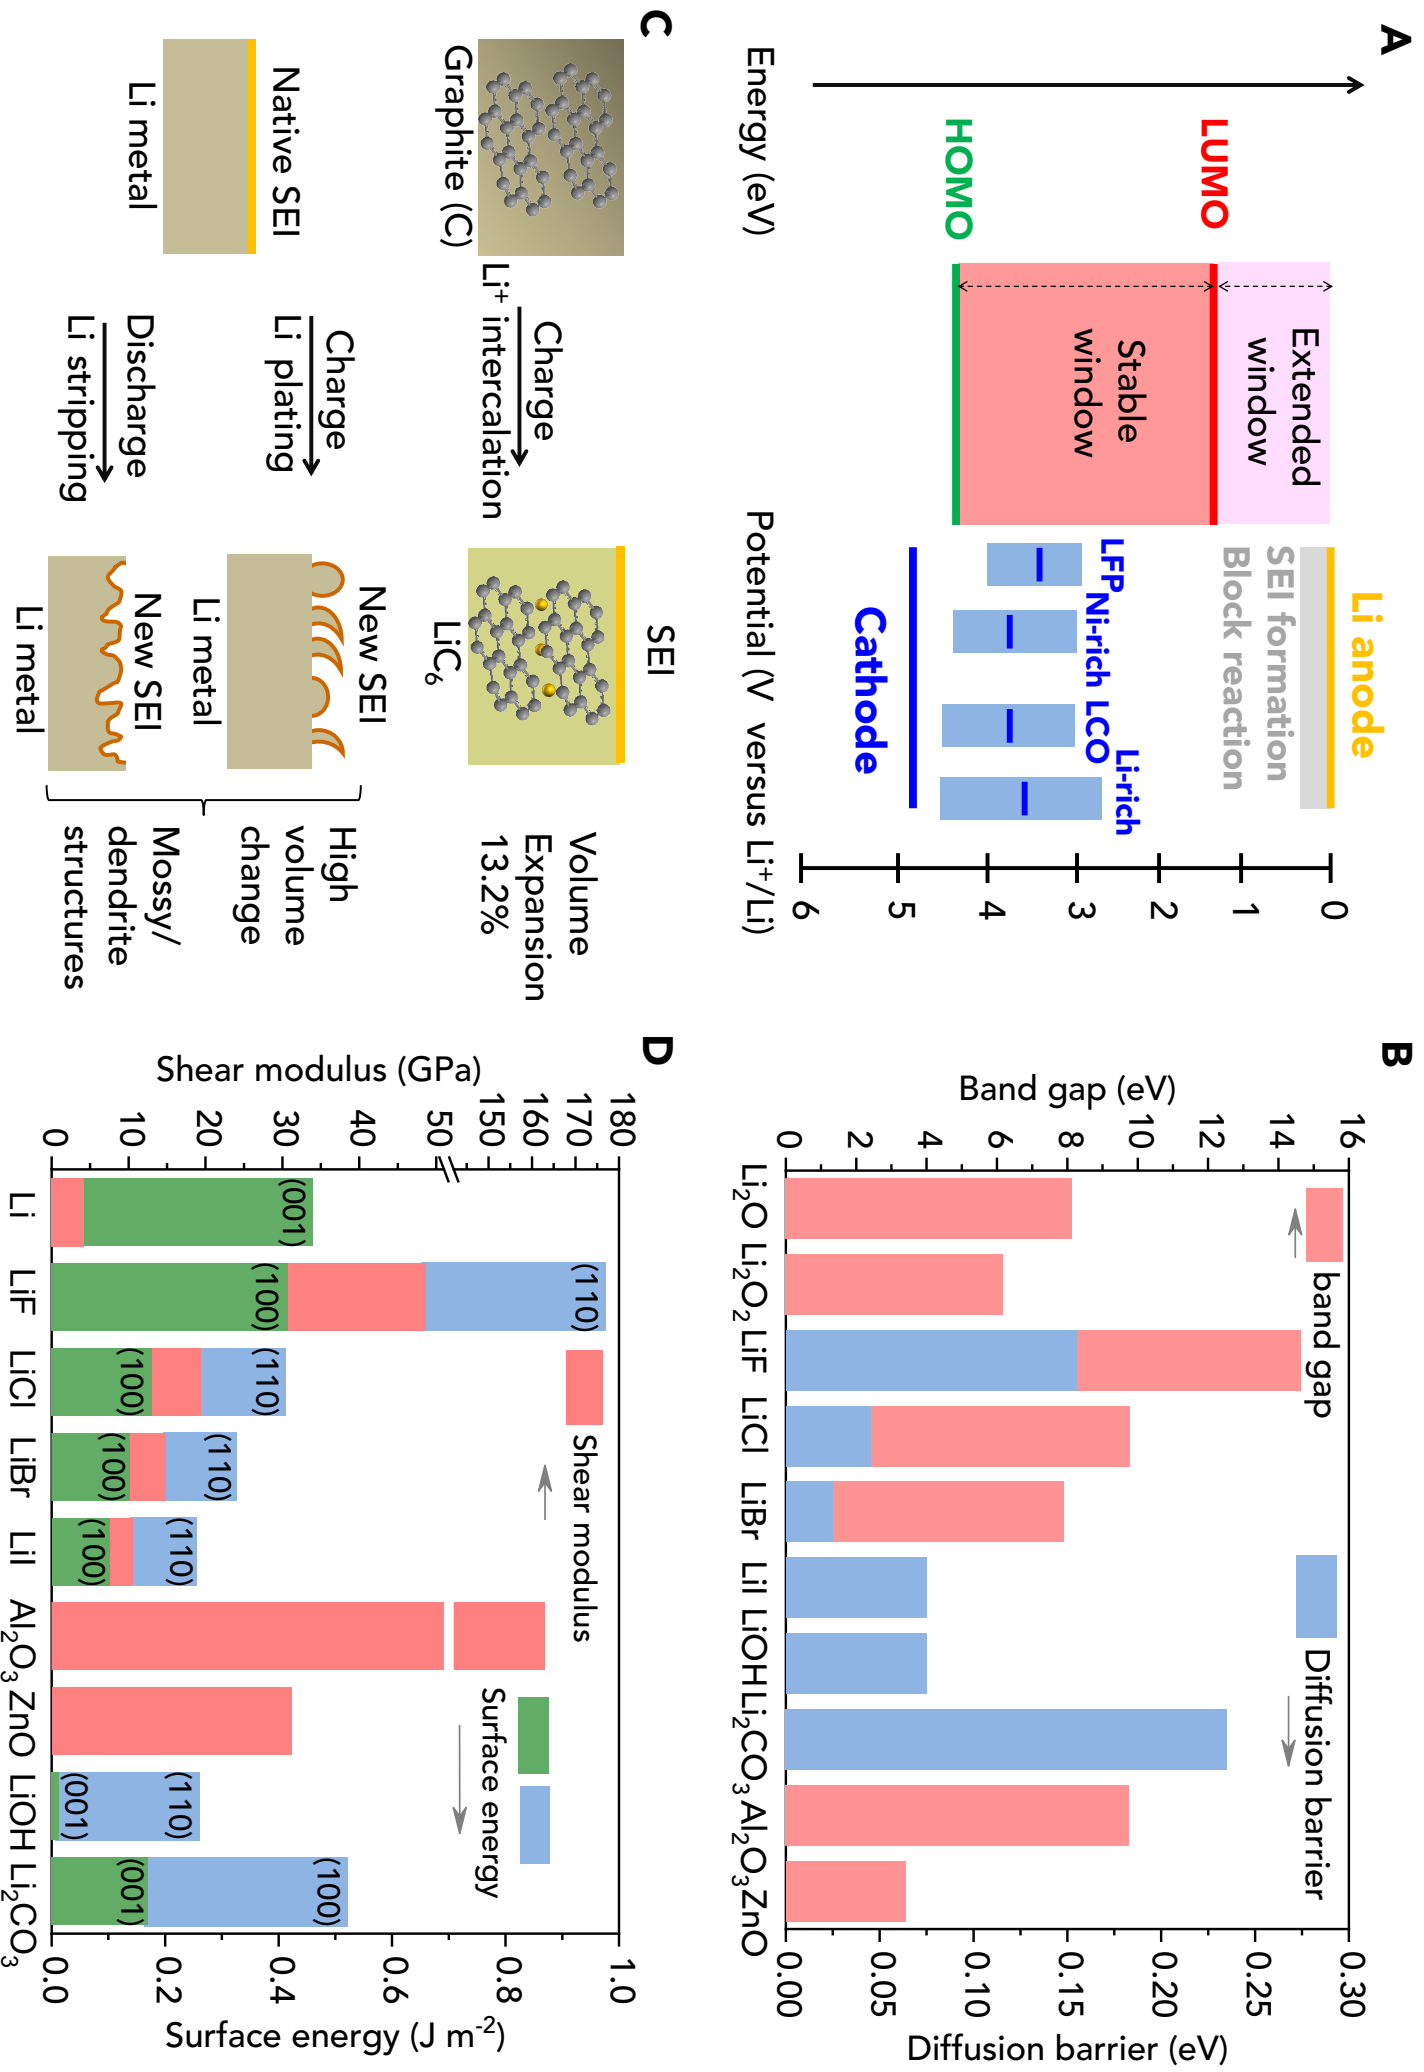 A
Energy (eV)
LUMO
HOMO
Extended
window
Stable
window
Li anode
SEI formation
Block reaction
LFP
Ni-rich
LCO
Li-rich
Cathode
0
1
2
3
4
5
6
Potential (V versus Li⁺/Li)
B
Band gap (eV)
16
14
12
10
8
6
4
2
0
band gap
Diffusion barrier
Li₂O
Li₂O₂
LiF
LiCl
LiBr
LiI
LiOH
Li₂CO₃
Al₂O₃
ZnO
0.30
0.25
0.20
0.15
0.10
0.05
0.00
Diffusion barrier (eV)
C
Graphite (C)
Charge
Li⁺ intercalation
SEI
LiC₆
Volume
Expansion
13.2%
Native SEI
Li metal
Charge
Li plating
Discharge
Li stripping
New SEI
Li metal
New SEI
Li metal
High
volume
change
Mossy/
dendrite
structures
D
Shear modulus (GPa)
180
170
160
150
50
40
30
20
10
0
Shear modulus
Surface energy
(001)
(100)
(110)
(100)
(110)
(100)
(110)
(100)
(110)
(001)
(110)
(001)
(100)
Li
LiF
LiCl
LiBr
LiI
Al₂O₃
ZnO
LiOH
Li₂CO₃
1.0
0.8
0.6
0.4
0.2
0.0
Surface energy (J m⁻²)